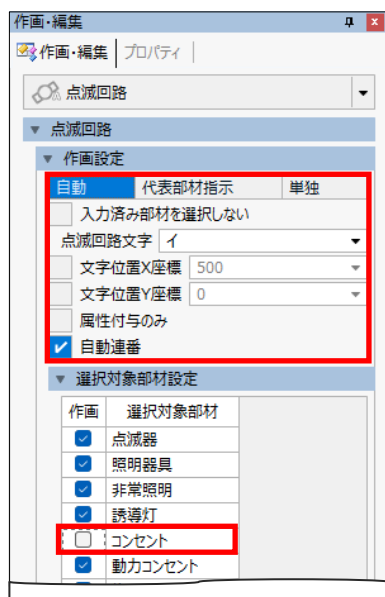 作画・編集
作画・編集 プロパティ
点滅回路
点滅回路
作画設定
自動 代表部材指示 単独
入力済み部材を選択しない
点滅回路文字 イ
文字位置X座標 500
文字位置Y座標 0
属性付与のみ
自動連番
選択対象部材設定
作画 選択対象部材
点滅器
照明器具
非常照明
誘導灯
コンセント
動力コンセント